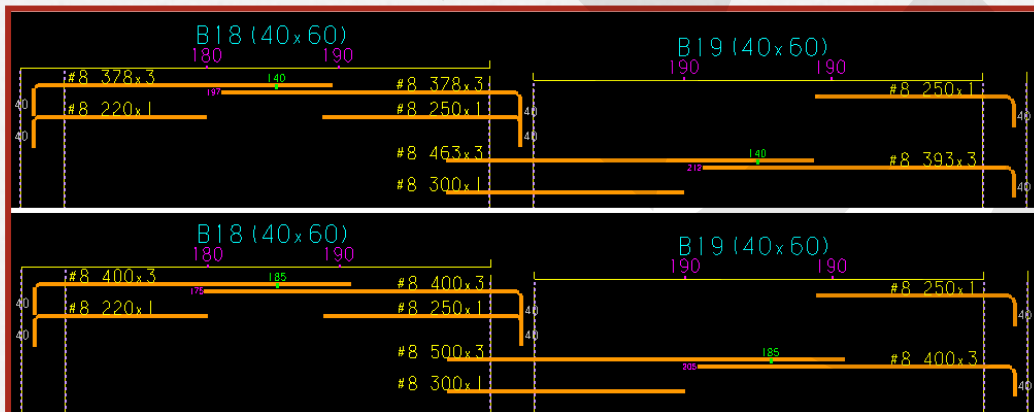 B18(40x60)
180 190
B19(40x60)
190 190
#8 378x3
140
#8 378x3
197
#8 250x1
40
40
#8 220x1
#8 250x1
40
40
40
#8 463x3
140
#8 393x3
212
#8 300x1
40
B18(40x60)
180 190
B19(40x60)
190 190
#8 400x3
185
#8 400x3
175
#8 250x1
40
40
#8 220x1
#8 250x1
40
40
40
#8 500x3
185
#8 400x3
205
#8 300x1
40